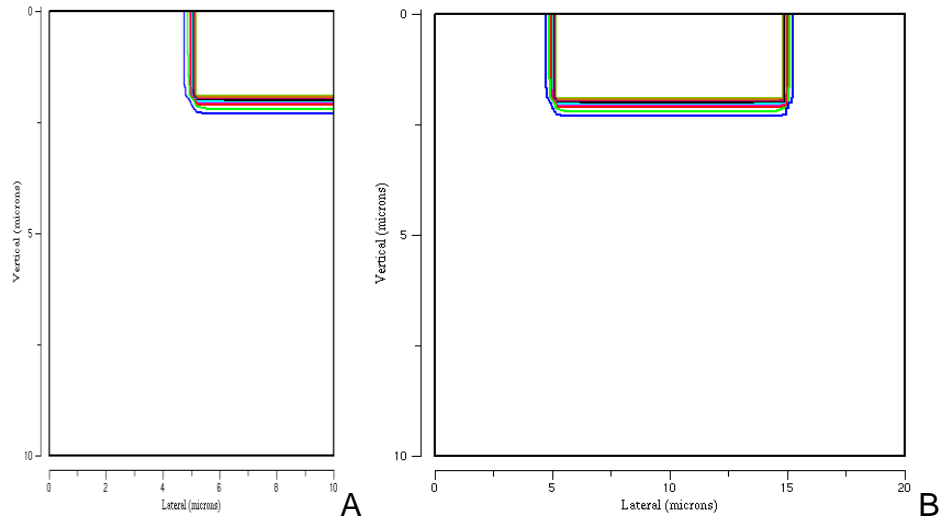 0
5
10
Vertical (microns)
0 2 4 6 8 10
Lateral (microns)
A
0
5
10
Vertical (microns)
0 5 10 15 20
Lateral (microns)
B